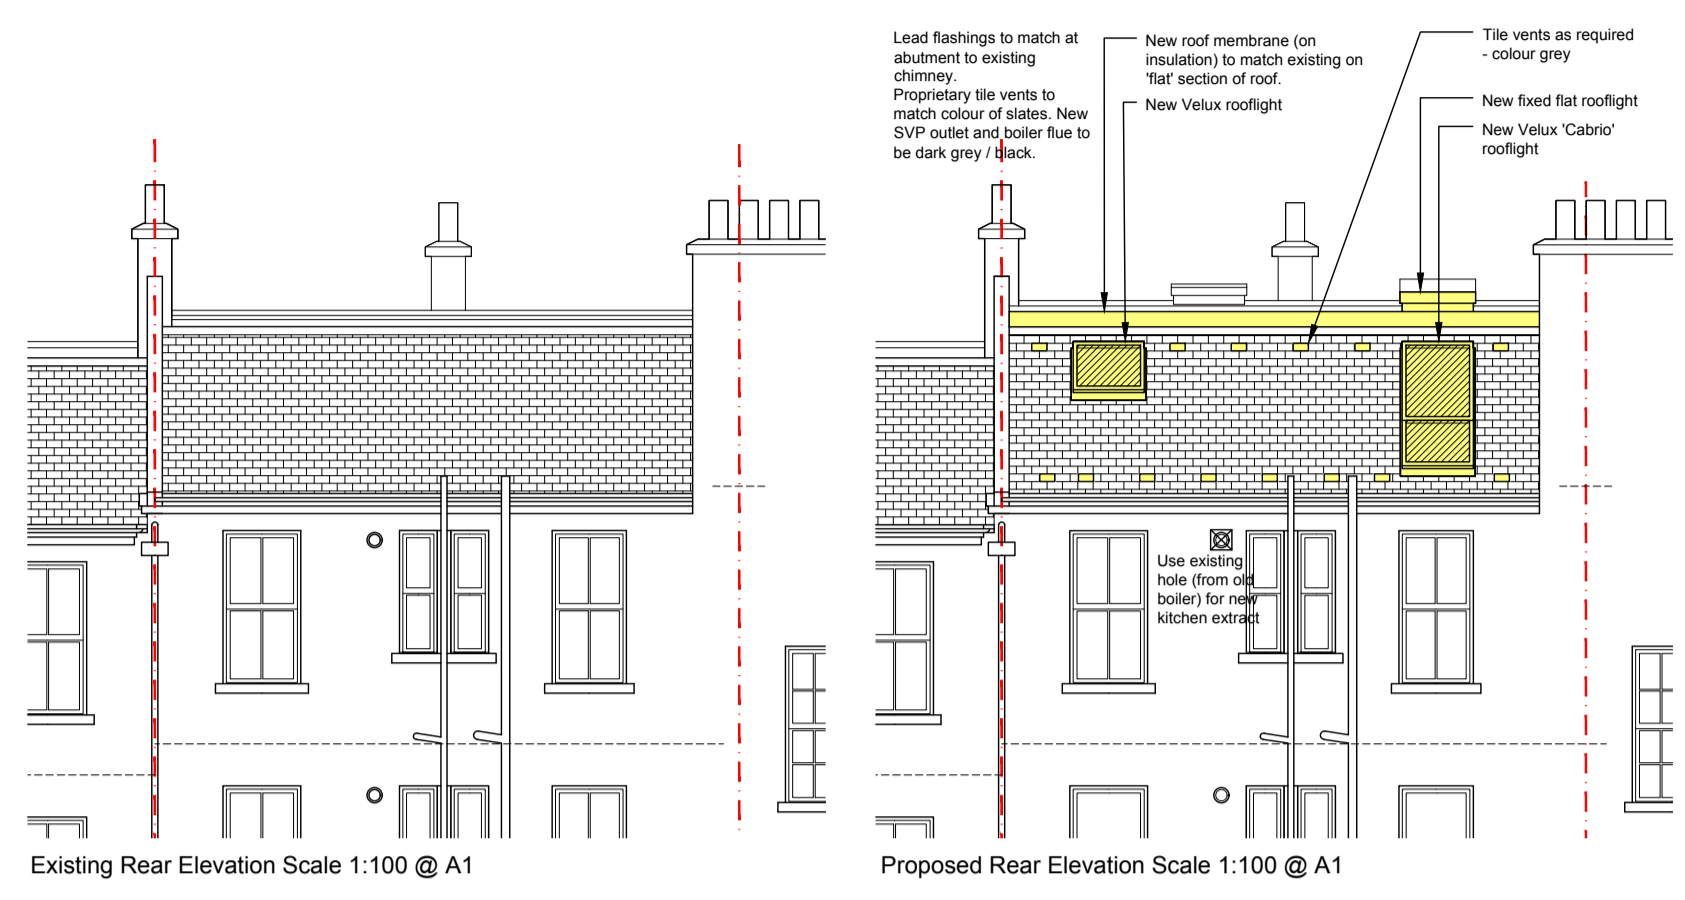 Lead flashings to match at
abutment to existing
chimney.
Proprietary tile vents to
match colour of slates. New
SVP outlet and boiler flue to
be dark grey / black.
New roof membrane (on
insulation) to match existing on
'flat' section of roof.
New Velux rooflight
Tile vents as required
- colour grey
New fixed flat rooflight
New Velux 'Cabrio'
rooflight
Use existing
hole (from old
boiler) for new
kitchen extract
Existing Rear Elevation Scale 1:100 @ A1
Proposed Rear Elevation Scale 1:100 @ A1